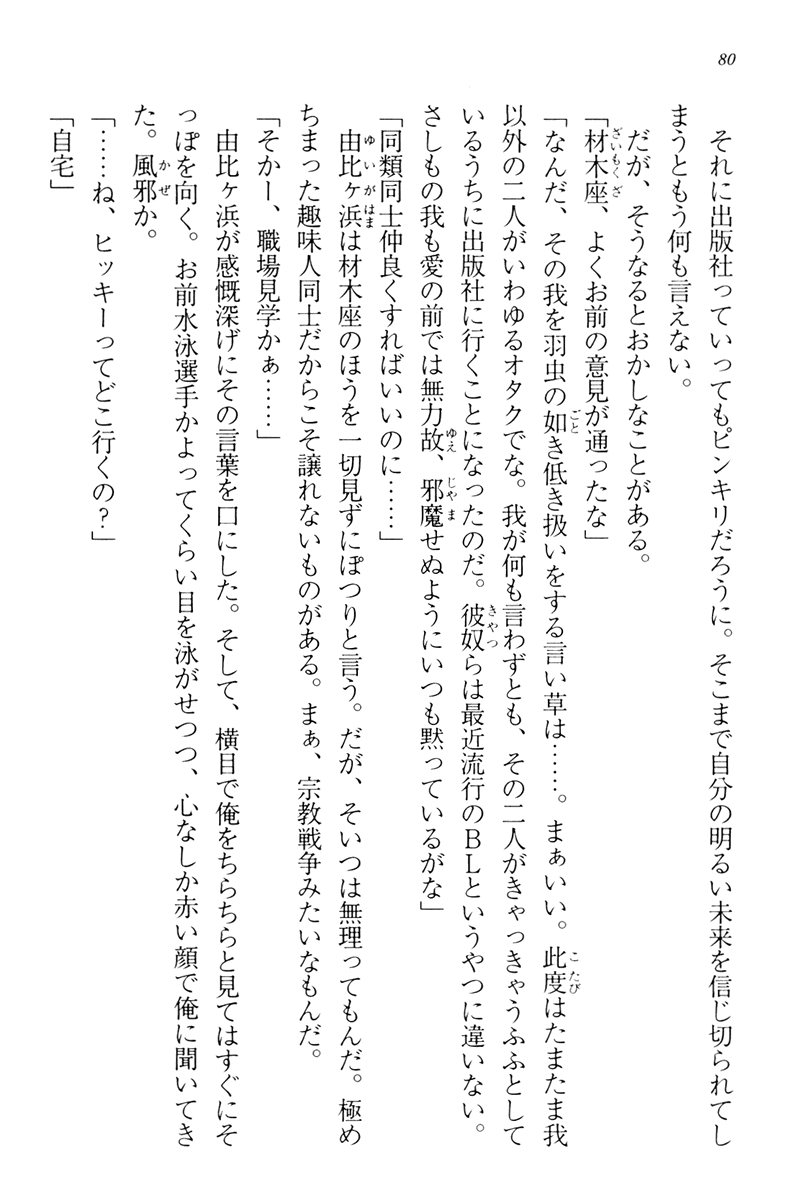 80
それに出版社っていってもピンキリだろうに。そこまで自分の明るい未来を信じ切られてし
まうともう何も言えない。
だが、そうなるとおかしなことがある。
「材木座、よくお前の意見が通ったな」
「なんだ、その我を羽虫の如き低き扱いをする言い草は……。まぁいい。此度はたまたま我
以外の二人がいわゆるオタクでな。我が何も言わずとも、その二人がきゃっきゃうふふとして
いるうちに出版社に行くことになったのだ。彼奴らは最近流行のBLというやつに違いない。
さしもの我も愛の前では無力故、邪魔せぬようにいつも黙っているがな」
「同類同士仲良くすればいいのに……」
由比ヶ浜は材木座のほうを一切見ずにぽつりと言う。だが、そいつは無理ってもんだ。極め
ちまった趣味人同士だからこそ譲れないものがある。まぁ、宗教戦争みたいなもんだ。
「そかー、職場見学かぁ……」
由比ヶ浜が感慨深げにその言葉を口にした。そして、横目で俺をちらちらと見てはすぐにそ
っぽを向く。お前水泳選手かよってくらい目を泳がせつつ、心なしか赤い顔で俺に聞いてき
た。風邪か。
「……ね、ヒッキーってどこ行くの？」
「自宅」